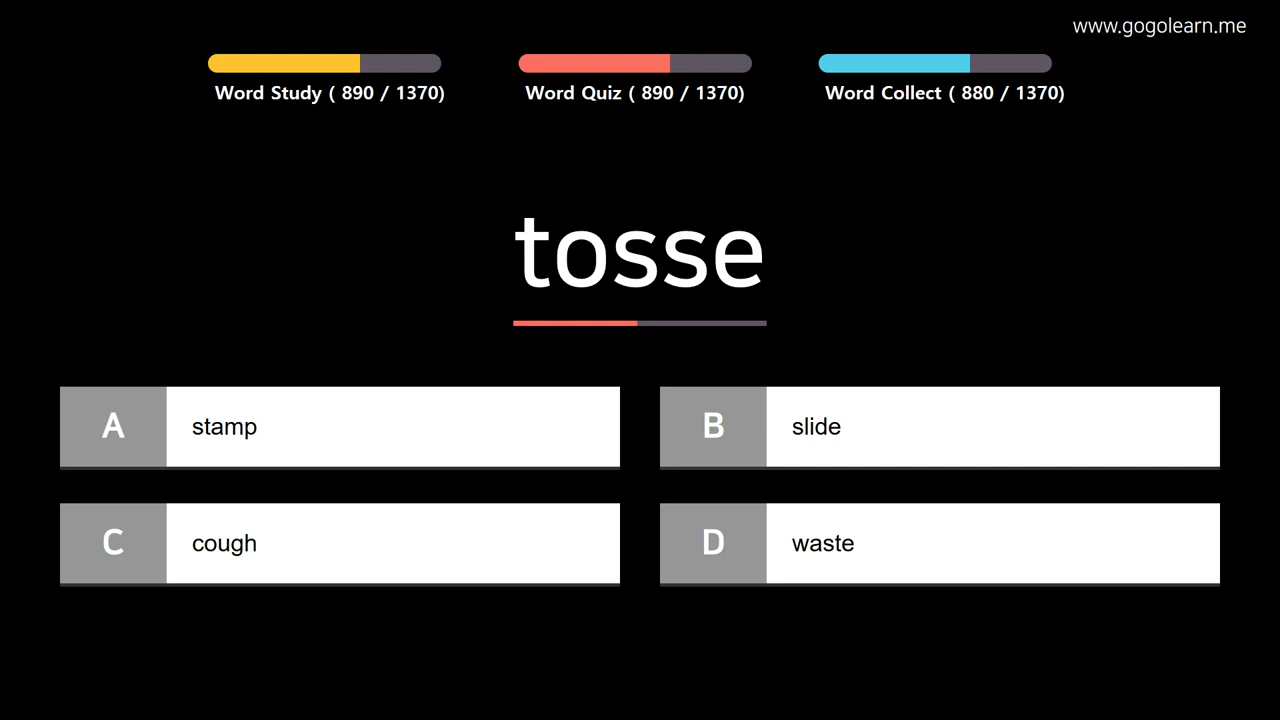 www.gogolearn.me
Word Study ( 890 / 1370)
Word Quiz ( 890 / 1370)
Word Collect ( 880 / 1370)
tosse
A stamp
B slide
C cough
D waste